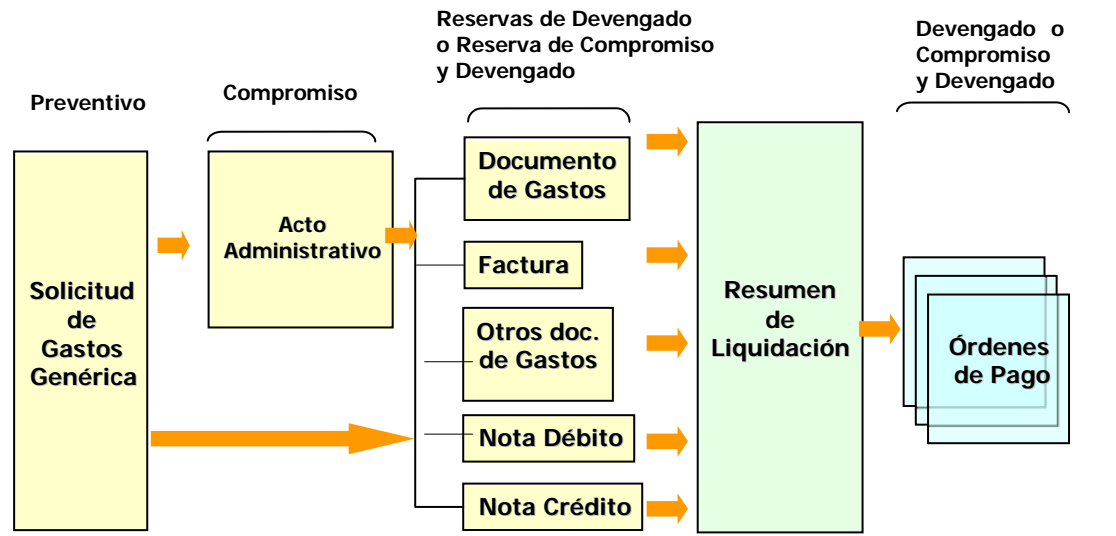 Preventivo
Compromiso
Reservas de Devengado
o Reserva de Compromiso
y Devengado
Devengado o
Compromiso
y Devengado
Solicitud
de
Gastos
Genérica
Acto
Administrativo
Documento
de Gastos
Factura
Otros doc.
de Gastos
Nota Débito
Nota Crédito
Resumen
de
Liquidación
Órdenes
de Pago